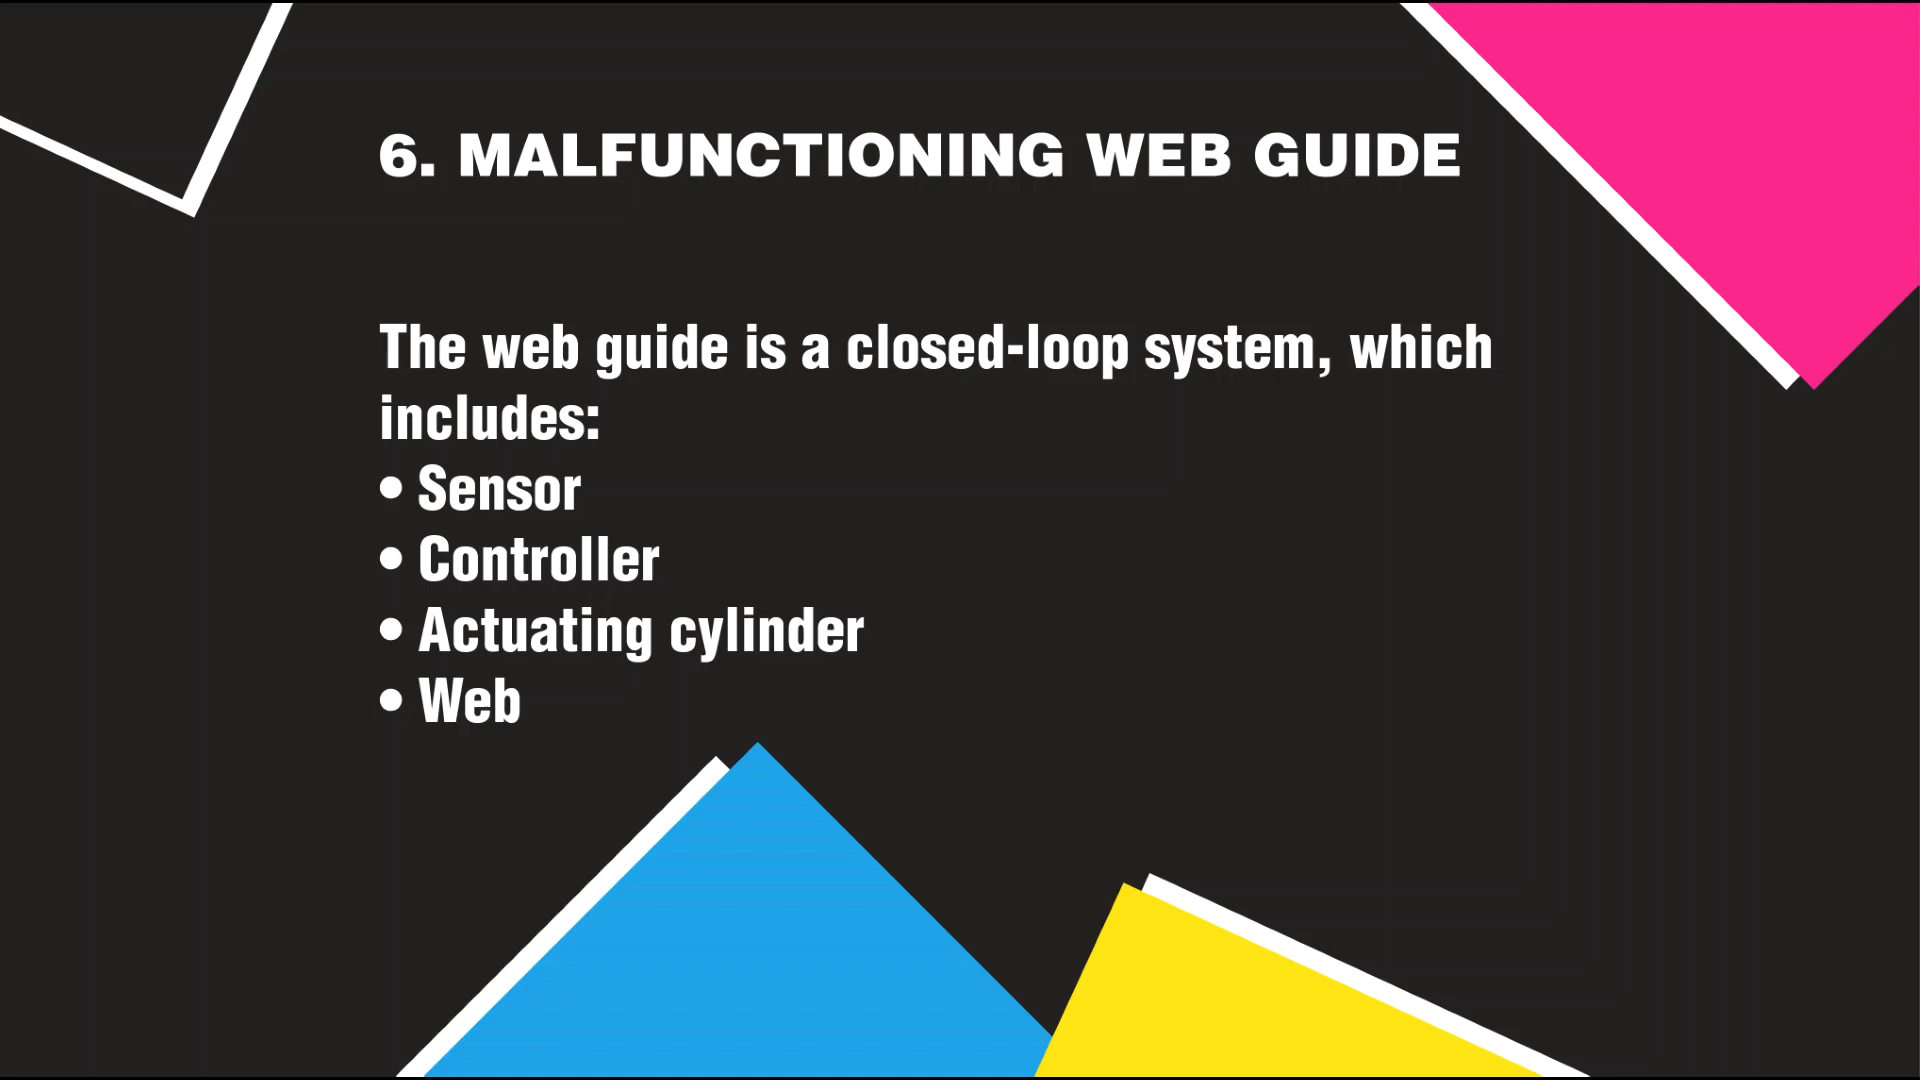 6. MALFUNCTIONING WEB GUIDE
The web guide is a closed-loop system, which
includes:
• Sensor
• Controller
• Actuating cylinder
• Web